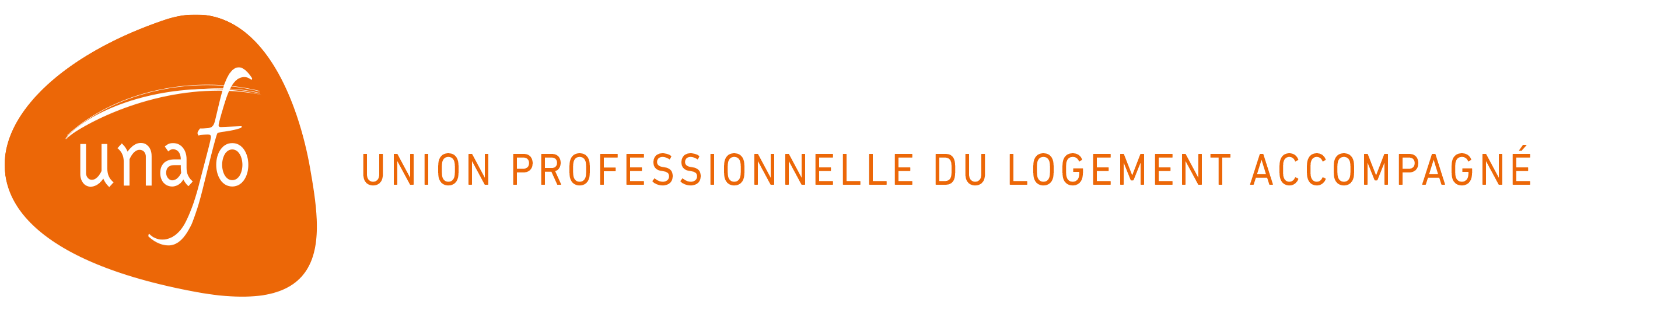 unafo
UNION PROFESSIONNELLE DU LOGEMENT ACCOMPAGNÉ